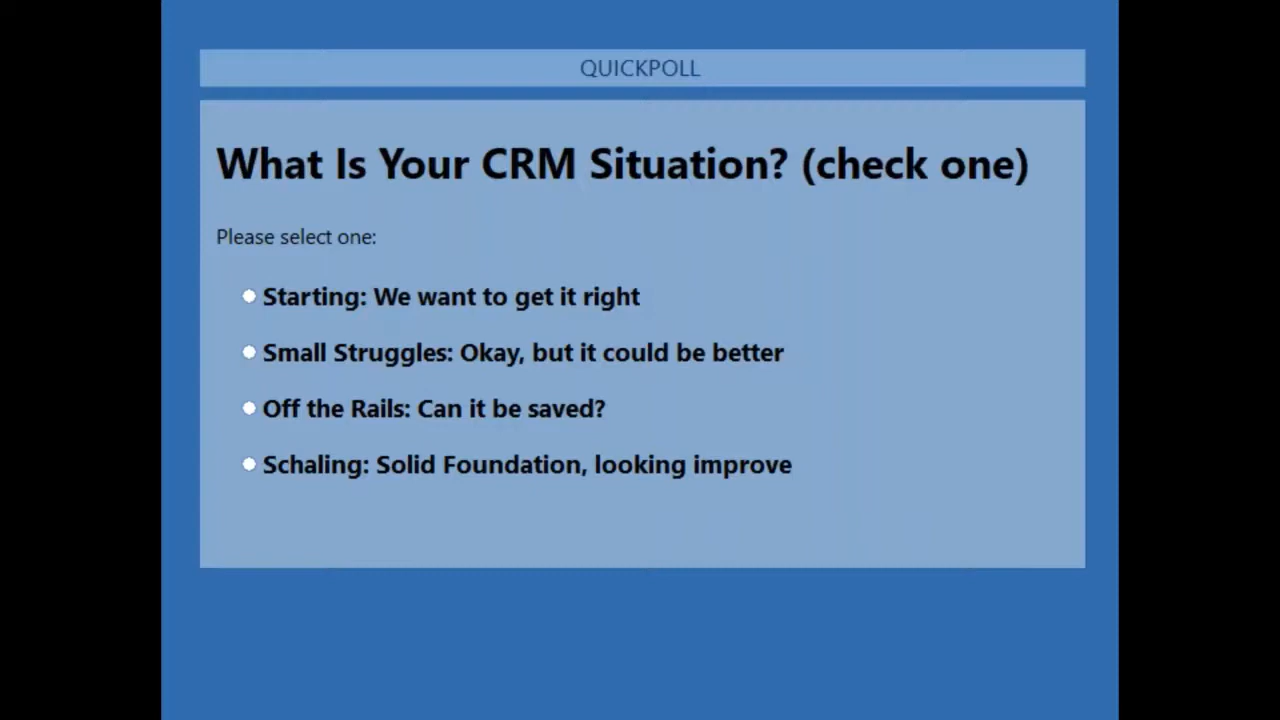 QUICKPOLL
What Is Your CRM Situation? (check one)
Please select one:
Starting: We want to get it right
Small Struggles: Okay, but it could be better
Off the Rails: Can it be saved?
Schaling: Solid Foundation, looking improve